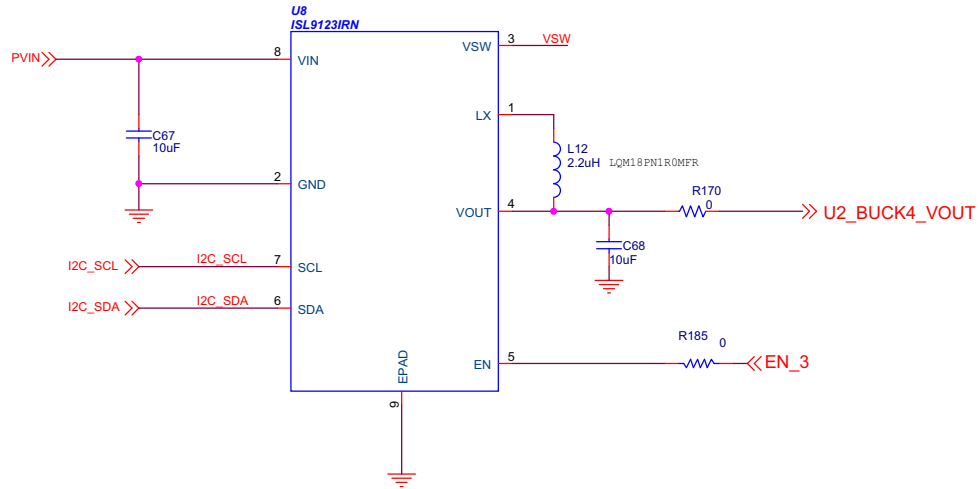 U8
ISL9123IRN
PVIN
8
VIN
VSW
3
VSW
LX
1
C67
10uF
L12
2.2uH
LQM18PN1R0MFR
2
GND
VOUT
4
R170
0
U2_BUCK4_VOUT
C68
10uF
I2C_SCL
I2C_SCL
7
SCL
I2C_SDA
I2C_SDA
6
SDA
R185
0
EPAD
EN
5
EN_3
9